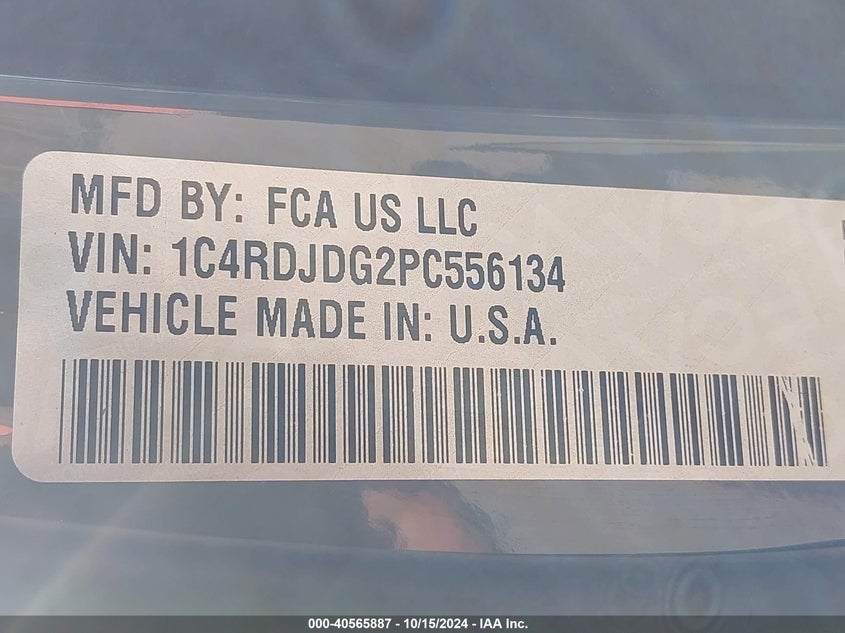 MFD BY: FCA US LLC
VIN: 1C4RDJDG2PC556134
VEHICLE MADE IN: U.S.A.
000-40565887 - 10/15/2024 - IAA Inc.